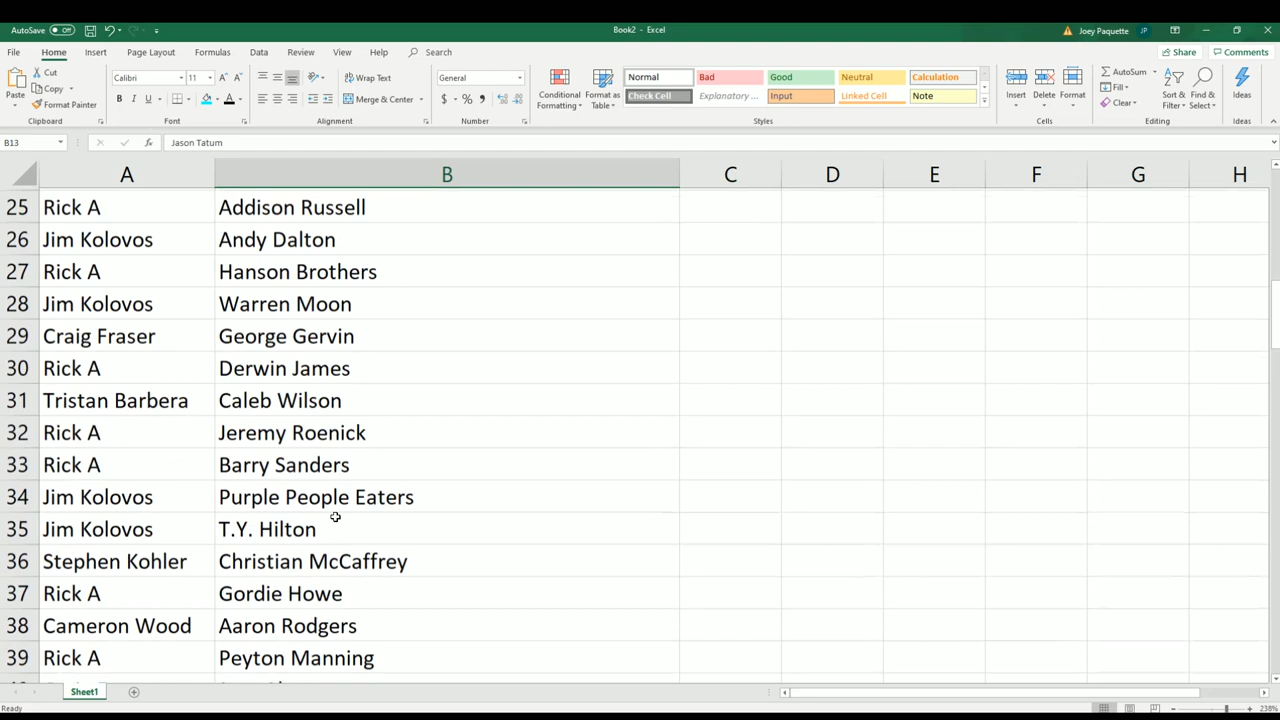 AutoSave Off
Book2 - Excel
Joey Paquette JP
File Home Insert Page Layout Formulas Data Review View Help Search
Share Comments
Paste
Cut
Copy
Format Painter
Clipboard
Calibri 11
B I U
Font
Wrap Text
Merge & Center
Alignment
General
$ % ,
Number
Conditional Formatting
Format as Table
Normal Bad Good Neutral Calculation
Check Cell Explanatory ... Input Linked Cell Note
Styles
Insert Delete Format
Cells
AutoSum
Fill
Clear
Sort & Filter
Find & Select
Editing
Ideas
Ideas
B13 fx Jason Tatum
A B C D E F G H
25 Rick A Addison Russell
26 Jim Kolovos Andy Dalton
27 Rick A Hanson Brothers
28 Jim Kolovos Warren Moon
29 Craig Fraser George Gervin
30 Rick A Derwin James
31 Tristan Barbera Caleb Wilson
32 Rick A Jeremy Roenick
33 Rick A Barry Sanders
34 Jim Kolovos Purple People Eaters
35 Jim Kolovos T.Y. Hilton
36 Stephen Kohler Christian McCaffrey
37 Rick A Gordie Howe
38 Cameron Wood Aaron Rodgers
39 Rick A Peyton Manning
Sheet1
Ready
238%